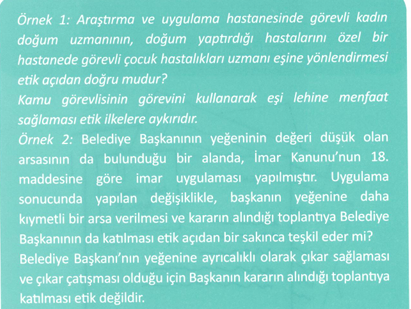 Örnek 1: Araştırma ve uygulama hastanesinde görevli kadın
doğum uzmanının, doğum yaptırdığı hastalarını özel bir
hastanede görevli çocuk hastalıkları uzmanı eşine yönlendirmesi
etik açıdan doğru mudur?
Kamu görevlisinin görevini kullanarak eşi lehine menfaat
sağlaması etik ilkelere aykırıdır.
Örnek 2: Belediye Başkanının yeğeninin değeri düşük olan
arsasının da bulunduğu bir alanda, İmar Kanunu'nun 18.
maddesine göre imar uygulaması yapılmıştır. Uygulama
sonucunda yapılan değişiklikle, başkanın yeğenine daha
kıymetli bir arsa verilmesi ve kararın alındığı toplantıya Belediye
Başkanının da katılması etik açıdan bir sakınca teşkil eder mi?
Belediye Başkanı'nın yeğenine ayrıcalıklı olarak çıkar sağlaması
ve çıkar çatışması olduğu için Başkanın kararın alındığı toplantıya
katılması etik değildir.